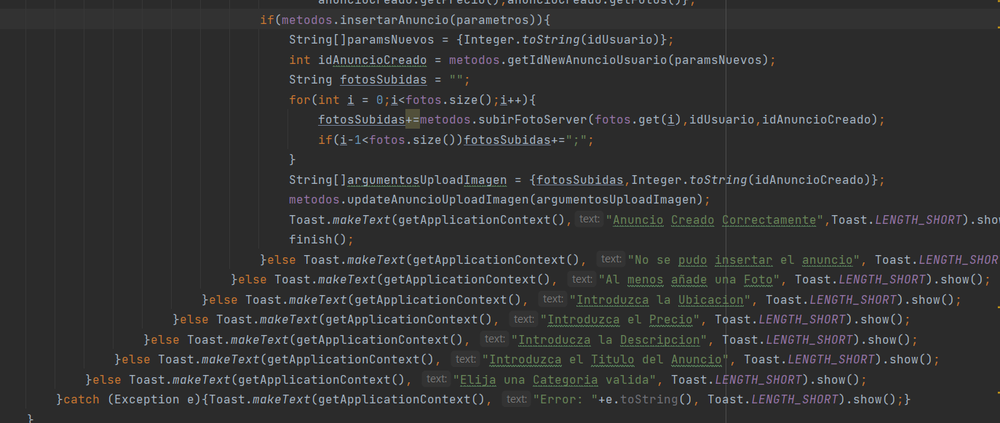 anuncioCreado.getPrecio(),anuncioCreado.getFotos()};
if(metodos.insertarAnuncio(parametros)){
String[]paramsNuevos = {Integer.toString(idUsuario)};
int idAnuncioCreado = metodos.getIdNewAnuncioUsuario(paramsNuevos);
String fotosSubidas = "";
for(int i = 0;i<fotos.size();i++){
fotosSubidas+=metodos.subirFotoServer(fotos.get(i),idUsuario,idAnuncioCreado);
if(i-1<fotos.size())fotosSubidas+=";";
}
String[]argumentosUploadImagen = {fotosSubidas,Integer.toString(idAnuncioCreado)};
metodos.updateAnuncioUploadImagen(argumentosUploadImagen);
Toast.makeText(getApplicationContext(), text: "Anuncio Creado Correctamente",Toast.LENGTH_SHORT).show
finish();
}else Toast.makeText(getApplicationContext(), text: "No se pudo insertar el anuncio", Toast.LENGTH_SHOR
}else Toast.makeText(getApplicationContext(), text: "Al menos añade una Foto", Toast.LENGTH_SHORT).show();
}else Toast.makeText(getApplicationContext(), text: "Introduzca la Ubicacion", Toast.LENGTH_SHORT).show();
}else Toast.makeText(getApplicationContext(), text: "Introduzca el Precio", Toast.LENGTH_SHORT).show();
}else Toast.makeText(getApplicationContext(), text: "Introducza la Descripcion", Toast.LENGTH_SHORT).show();
}else Toast.makeText(getApplicationContext(), text: "Introduzca el Titulo del Anuncio", Toast.LENGTH_SHORT).show();
}else Toast.makeText(getApplicationContext(), text: "Elija una Categoria valida", Toast.LENGTH_SHORT).show();
}catch (Exception e){Toast.makeText(getApplicationContext(), text: "Error: "+e.toString(), Toast.LENGTH_SHORT).show();}
}